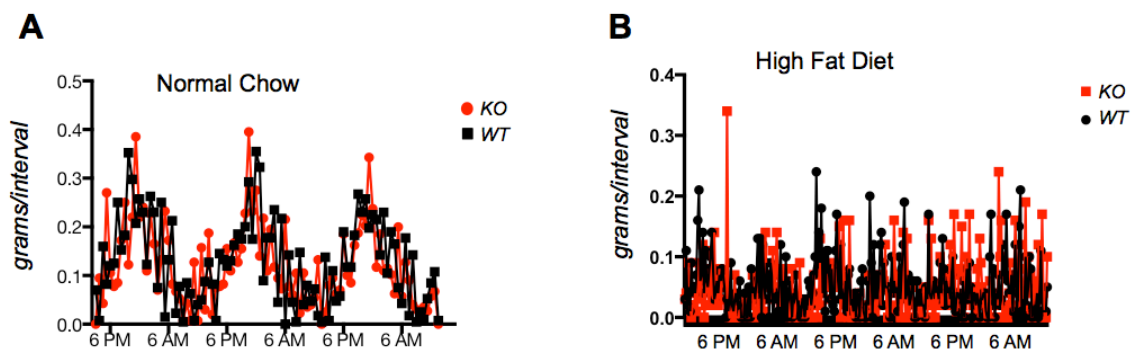 A
Normal Chow
grams/interval
0.5
0.4
0.3
0.2
0.1
0.0
KO
WT
6 PM 6 AM 6 PM 6 AM 6 PM 6 AM
B
High Fat Diet
grams/interval
0.4
0.3
0.2
0.1
0.0
KO
WT
6 PM 6 AM 6 PM 6 AM 6 PM 6 AM